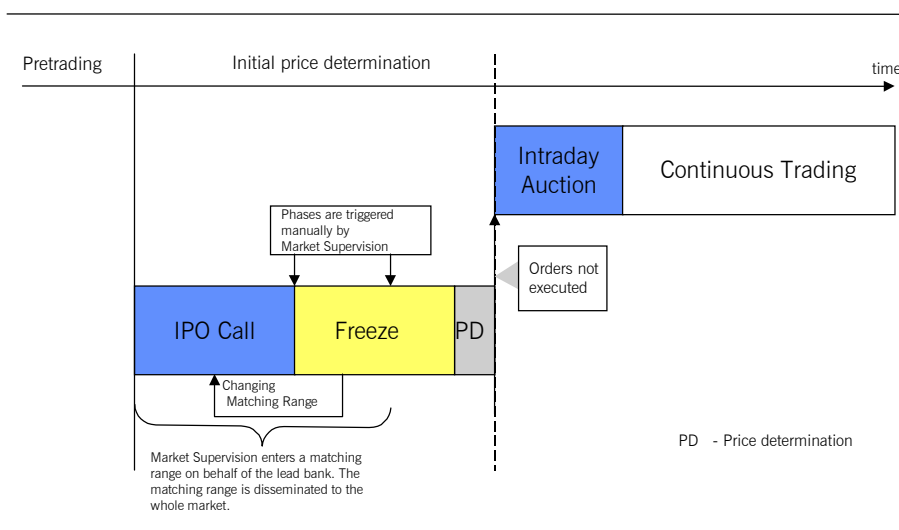 Pretrading
Initial price determination
time
Intraday
Auction
Continuous Trading
Phases are triggered
manually by
Market Supervision
Orders not
executed
IPO Call
Freeze
PD
Changing
Matching Range
PD - Price determination
Market Supervision enters a matching
range on behalf of the lead bank. The
matching range is disseminated to the
whole market.